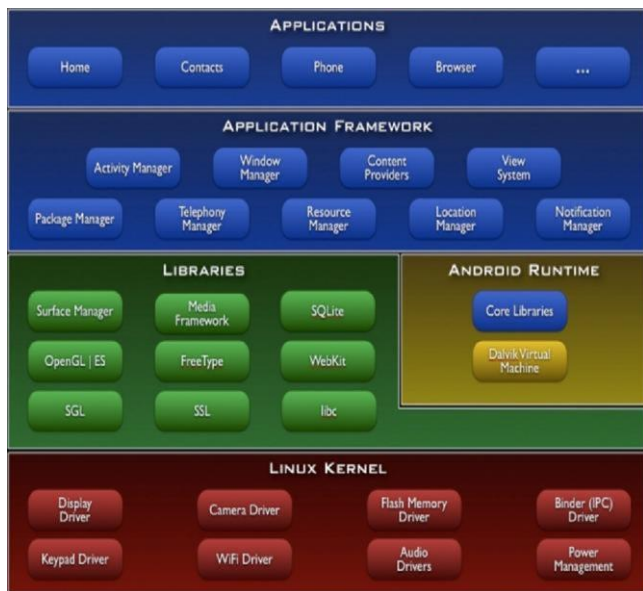 APPLICATIONS
Home
Contacts
Phone
Browser
...
APPLICATION FRAMEWORK
Activity Manager
Window
Manager
Content
Providers
View
System
Package Manager
Telephony
Manager
Resource
Manager
Location
Manager
Notification
Manager
LIBRARIES
Surface Manager
Media
Framework
SQLite
OpenGL | ES
FreeType
WebKit
SGL
SSL
libc
ANDROID RUNTIME
Core Libraries
Dalvik Virtual
Machine
LINUX KERNEL
Display
Driver
Camera Driver
Flash Memory
Driver
Binder (IPC)
Driver
Keypad Driver
WiFi Driver
Audio
Drivers
Power
Management